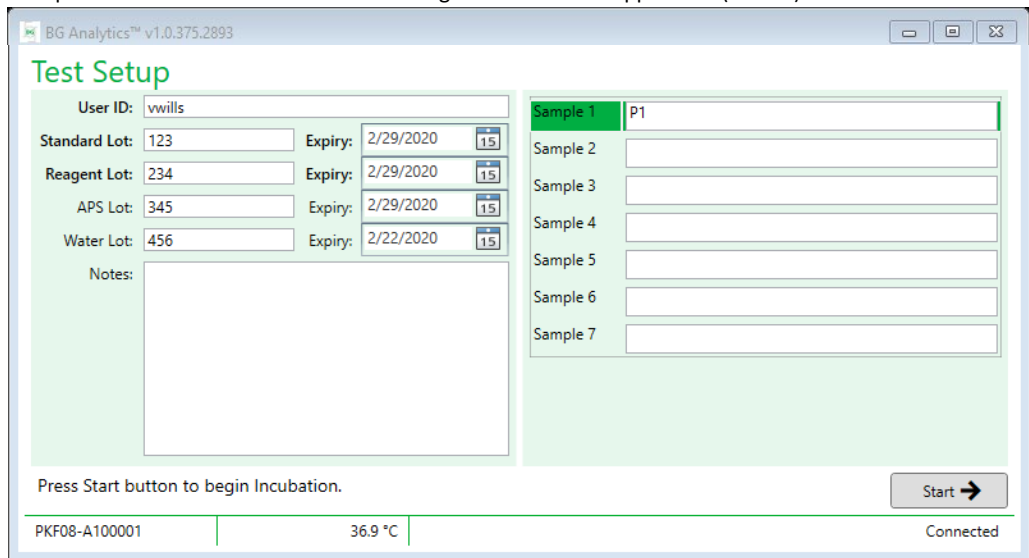 BG Analytics™ v1.0.375.2893
Test Setup
User ID: vwills
Standard Lot: 123 Expiry: 2/29/2020 15
Reagent Lot: 234 Expiry: 2/29/2020 15
APS Lot: 345 Expiry: 2/29/2020 15
Water Lot: 456 Expiry: 2/22/2020 15
Notes:
Sample 1 P1
Sample 2
Sample 3
Sample 4
Sample 5
Sample 6
Sample 7
Press Start button to begin Incubation.
Start
PKF08-A100001 36.9 °C Connected